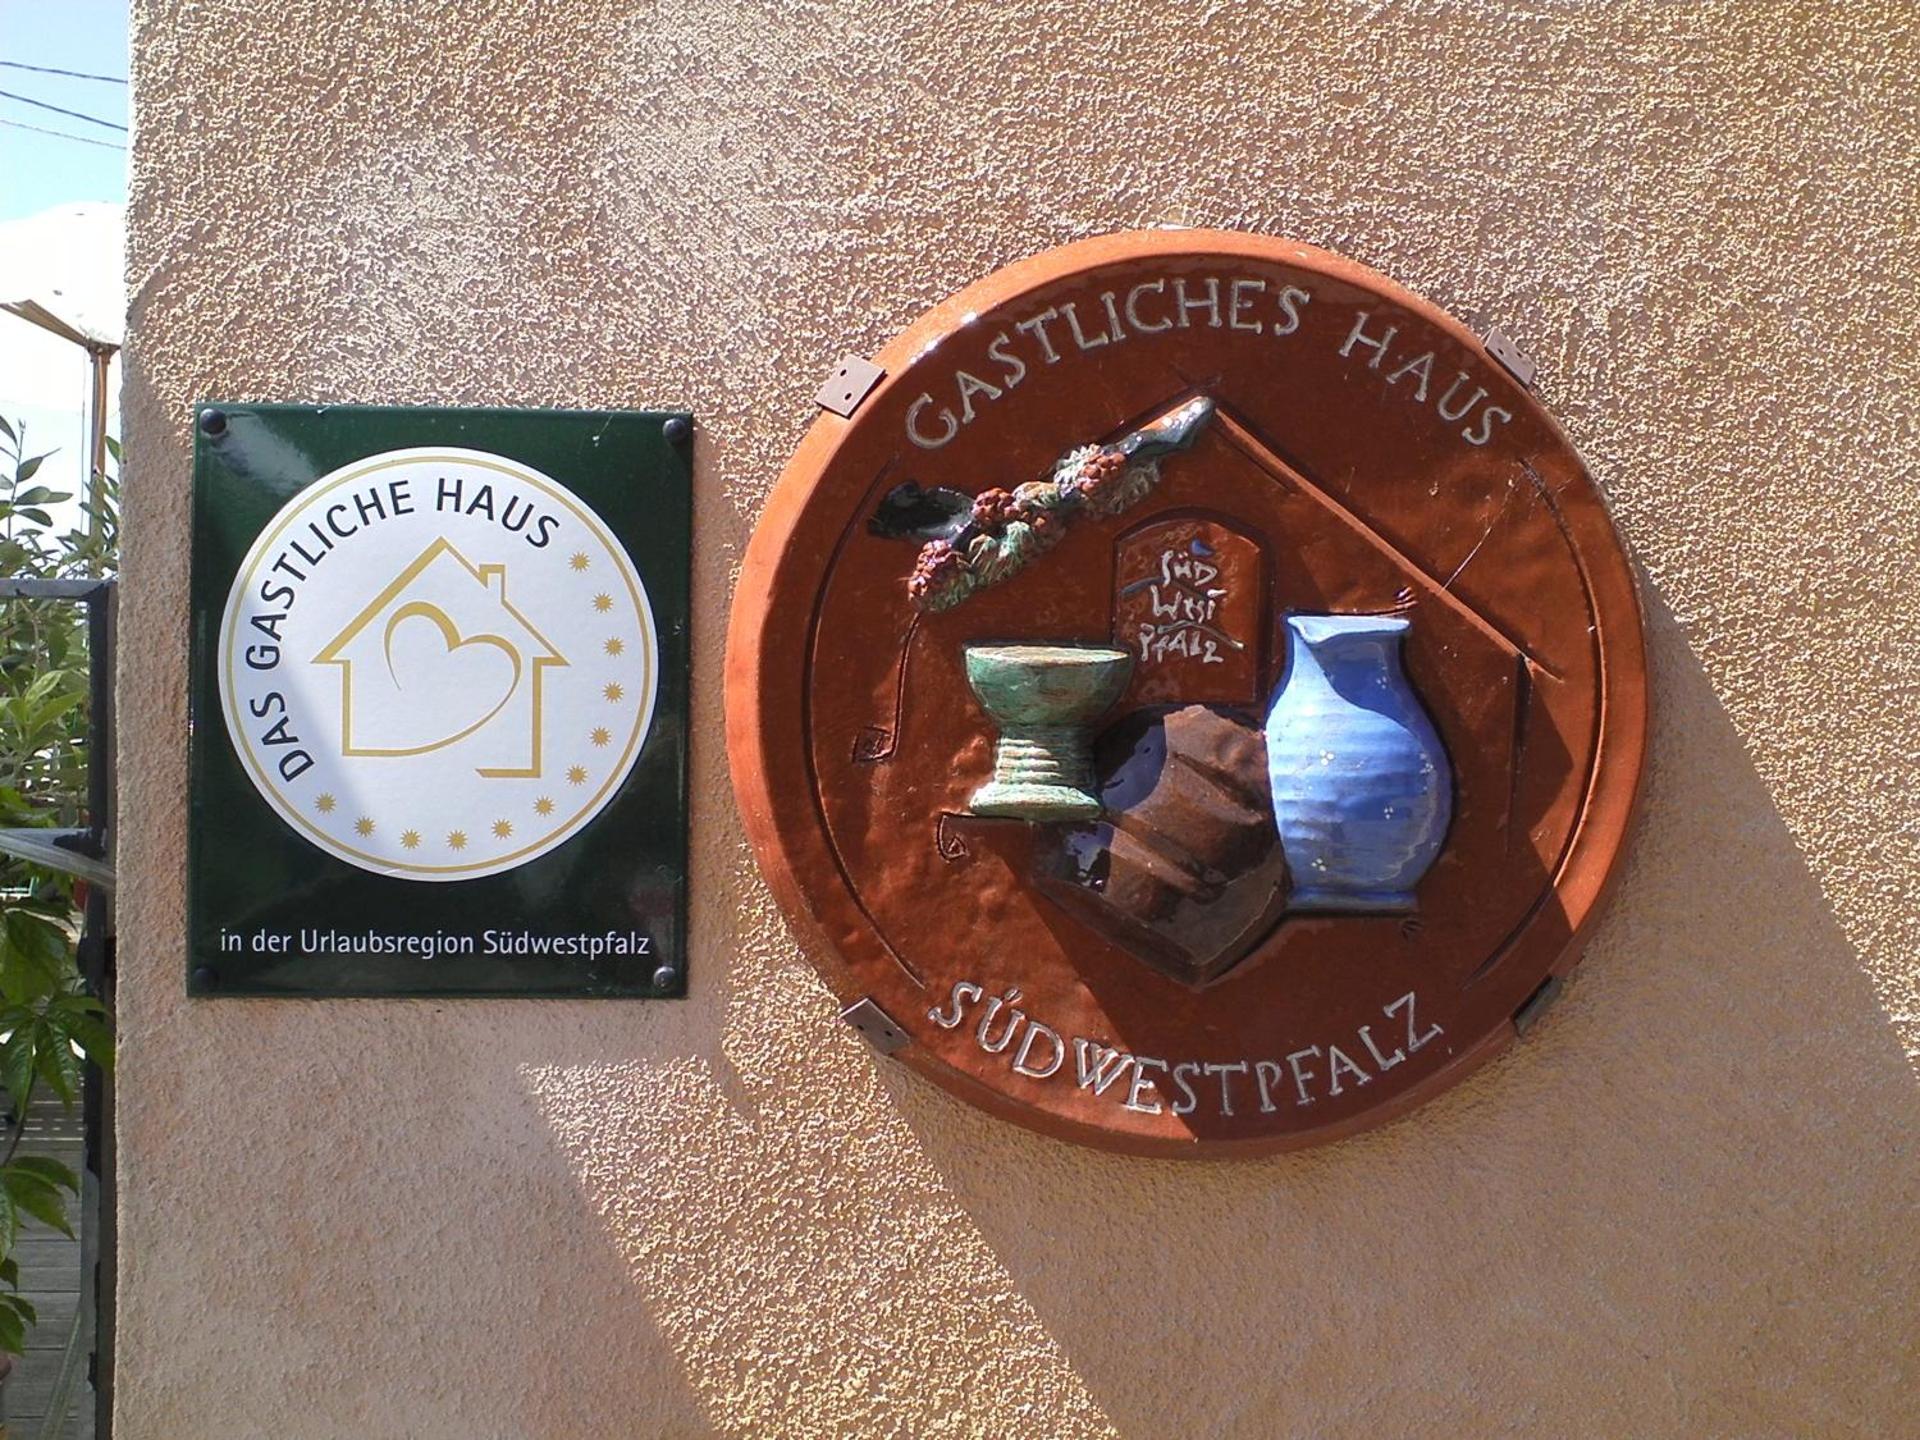 DAS GASTLICHE HAUS
in der Urlaubsregion Südwestpfalz
GASTLICHES HAUS
SÜD
WEST
PFALZ
SÜDWESTPFALZ